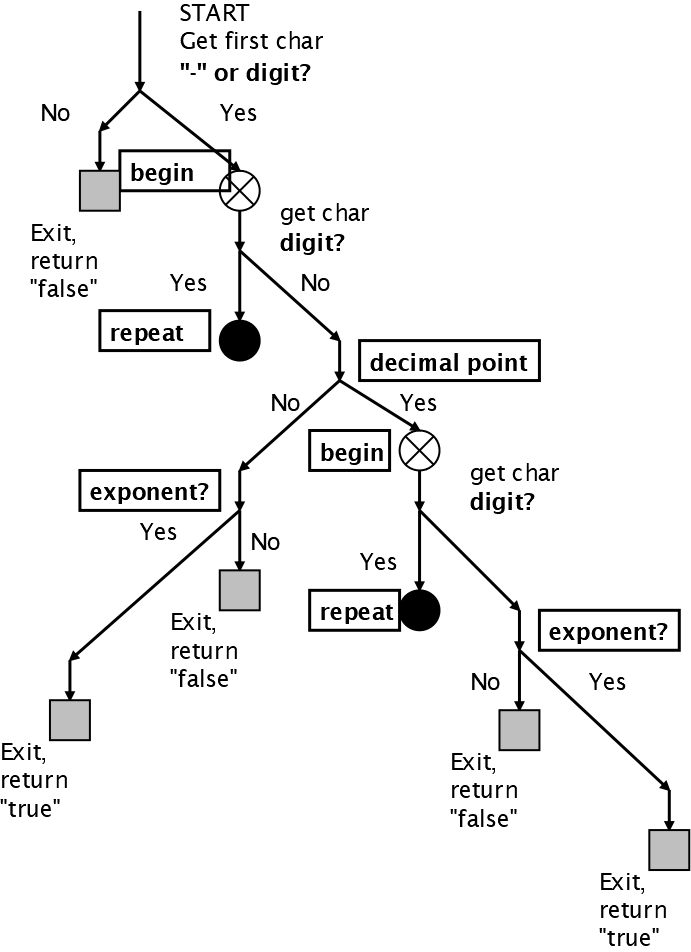 START
Get first char
"-" or digit?
No
Yes
begin
get char
digit?
Exit,
return
"false"
Yes
No
repeat
decimal point
No
Yes
begin
exponent?
get char
digit?
Yes
No
Yes
repeat
exponent?
Exit,
return
"false"
No
Yes
Exit,
return
"true"
Exit,
return
"false"
Exit,
return
"true"